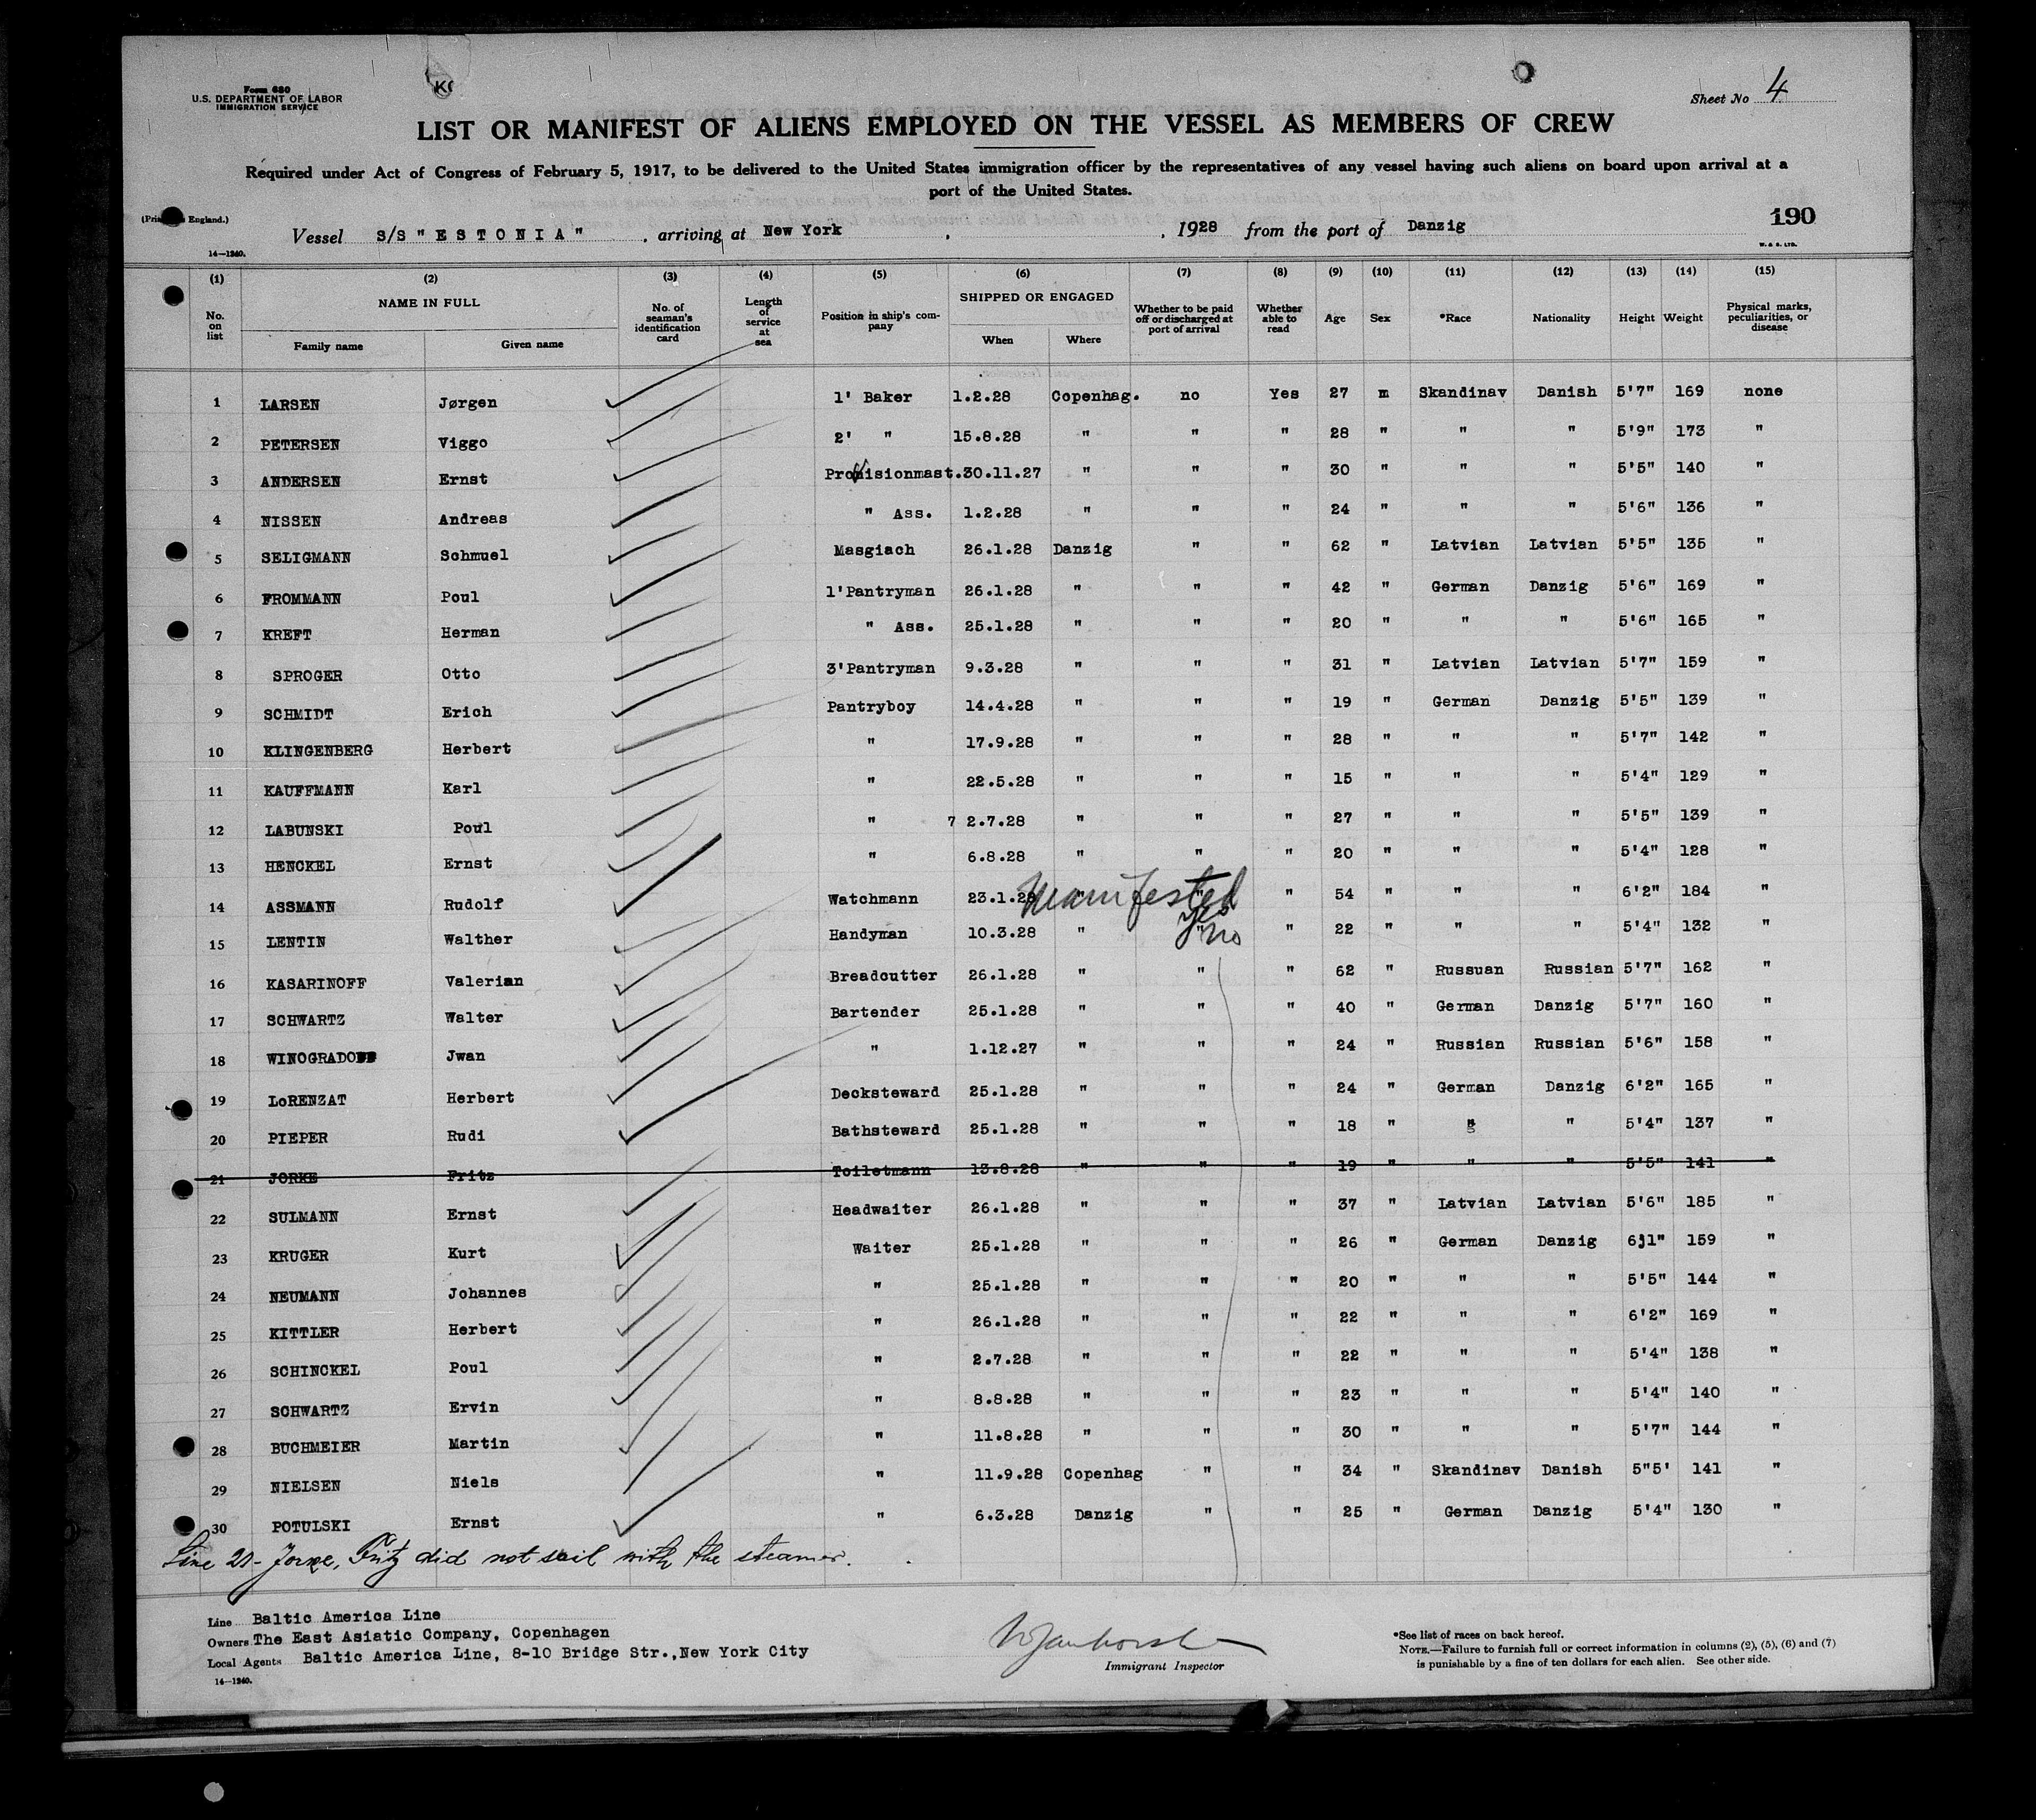 Form 680
U.S. DEPARTMENT OF LABOR
IMMIGRATION SERVICE
Sheet No 4
LIST OR MANIFEST OF ALIENS EMPLOYED ON THE VESSEL AS MEMBERS OF CREW
Required under Act of Congress of February 5, 1917, to be delivered to the United States immigration officer by the representatives of any vessel having such aliens on board upon arrival at a
port of the United States.
England.)
190
Vessel S/S "ESTONIA", arriving at New York, , 1928 from the port of Danzig
14—1240.
W. & S. LTD.
(1) (2) (3) (4) (5) (6) (7) (8) (9) (10) (11) (12) (13) (14) (15)
No. on list NAME IN FULL Family name Given name No. of seaman's identification card Length of service at sea Position in ship's company SHIPPED OR ENGAGED When Where Whether to be paid off or discharged at port of arrival Whether able to read Age Sex *Race Nationality Height Weight Physical marks, peculiarities, or disease
1 LARSEN Jørgen 1' Baker 1.2.28 Copenhag. no Yes 27 m Skandinav Danish 5'7" 169 none
2 PETERSEN Viggo 2' " 15.8.28 " " " 28 " " " 5'9" 173 "
3 ANDERSEN Ernst Provisionmast. 30.11.27 " " " 30 " " " 5'5" 140 "
4 NISSEN Andreas " Ass. 1.2.28 " " " 24 " " " 5'6" 136 "
5 SELIGMANN Schmuel Masgiach 26.1.28 Danzig " " 62 " Latvian Latvian 5'5" 135 "
6 FROMMANN Poul 1'Pantryman 26.1.28 " " " 42 " German Danzig 5'6" 169 "
7 KREFT Herman " Ass. 25.1.28 " " " 20 " " " 5'6" 165 "
8 SPROGER Otto 3'Pantryman 9.3.28 " " " 31 " Latvian Latvian 5'7" 159 "
9 SCHMIDT Erich Pantryboy 14.4.28 " " " 19 " German Danzig 5'5" 139 "
10 KLINGENBERG Herbert " 17.9.28 " " " 28 " " " 5'7" 142 "
11 KAUFFMANN Karl " 22.5.28 " " " 15 " " " 5'4" 129 "
12 LABUNSKI Poul " 7 2.7.28 " " " 27 " " " 5'5" 139 "
13 HENCKEL Ernst " 6.8.28 " " " 20 " " " 5'4" 128 "
14 ASSMANN Rudolf Watchmann 23.1.28 " Manifested " yes " 54 " " " 6'2" 184 "
15 LENTIN Walther Handyman 10.3.28 " " no " 22 " " " 5'4" 132 "
16 KASARINOFF Valerian Breadcutter 26.1.28 " " " 62 " Russuan Russian 5'7" 162 "
17 SCHWARTZ Walter Bartender 25.1.28 " " " 40 " German Danzig 5'7" 160 "
18 WINOGRADO Jwan " 1.12.27 " " " 24 " Russian Russian 5'6" 158 "
19 LoRENZAT Herbert Decksteward 25.1.28 " " " 24 " German Danzig 6'2" 165 "
20 PIEPER Rudi Bathsteward 25.1.28 " " " 18 " " " 5'4" 137 "
21 JORKE Fritz Toiletmann 13.8.28 " " " 19 " " " 5'5" 141 "
22 SULMANN Ernst Headwaiter 26.1.28 " " " 37 " Latvian Latvian 5'6" 185 "
23 KRUGER Kurt Waiter 25.1.28 " " " 26 " German Danzig 6'1" 159 "
24 NEUMANN Johannes " 25.1.28 " " " 20 " " " 5'5" 144 "
25 KITTLER Herbert " 26.1.28 " " " 22 " " " 6'2" 169 "
26 SCHINCKEL Poul " 2.7.28 " " " 22 " " " 5'4" 138 "
27 SCHWARTZ Ervin " 8.8.28 " " " 23 " " " 5'4" 140 "
28 BUCHMEIER Martin " 11.8.28 " " " 30 " " " 5'7" 144 "
29 NIELSEN Niels " 11.9.28 Copenhag " " 34 " Skandinav Danish 5"5' 141 "
30 POTULSKI Ernst " 6.3.28 Danzig " " 25 " German Danzig 5'4" 130 "
Line 21 - Jorke, Fritz did not sail with the steamer.
Line Baltic America Line
Owners The East Asiatic Company, Copenhagen
Local Agents Baltic America Line, 8-10 Bridge Str., New York City
14—1240.
Immigrant Inspector
*See list of races on back hereof.
NOTE.—Failure to furnish full or correct information in columns (2), (5), (6) and (7)
is punishable by a fine of ten dollars for each alien. See other side.